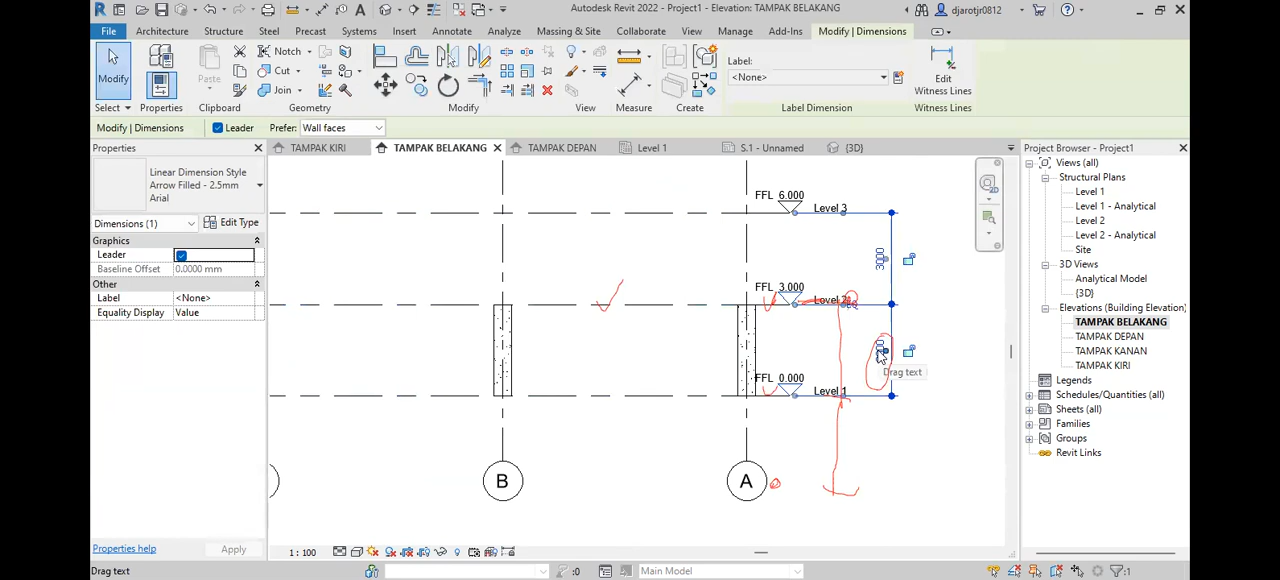 Autodesk Revit 2022 - Project1 - Elevation: TAMPAK BELAKANG
djarotjr0812
File Architecture Structure Steel Precast Systems Insert Annotate Analyze Massing & Site Collaborate View Manage Add-Ins Modify | Dimensions
Modify
Select
Properties
Paste
Clipboard
Notch
Cut
Join
Geometry
Modify
View
Measure
Create
Label:
<None>
Label Dimension
Edit
Witness Lines
Witness Lines
Modify | Dimensions
Leader
Prefer:
Wall faces
Properties
Linear Dimension Style
Arrow Filled - 2.5mm
Arial
Dimensions (1)
Edit Type
Graphics
Leader
Baseline Offset 0.0000 mm
Other
Label <None>
Equality Display Value
Properties help
Apply
TAMPAK KIRI
TAMPAK BELAKANG
TAMPAK DEPAN
Level 1
S.1 - Unnamed
{3D}
FFL 6.000
Level 3
3000
FFL 3.000
Level 2
FFL 0.000
Level 1
Drag text
B
A
1 : 100
Project Browser - Project1
Views (all)
Structural Plans
Level 1
Level 1 - Analytical
Level 2
Level 2 - Analytical
Site
3D Views
Analytical Model
{3D}
Elevations (Building Elevation)
TAMPAK BELAKANG
TAMPAK DEPAN
TAMPAK KANAN
TAMPAK KIRI
Legends
Schedules/Quantities (all)
Sheets (all)
Families
Groups
Revit Links
Drag text
:0
Main Model
:1